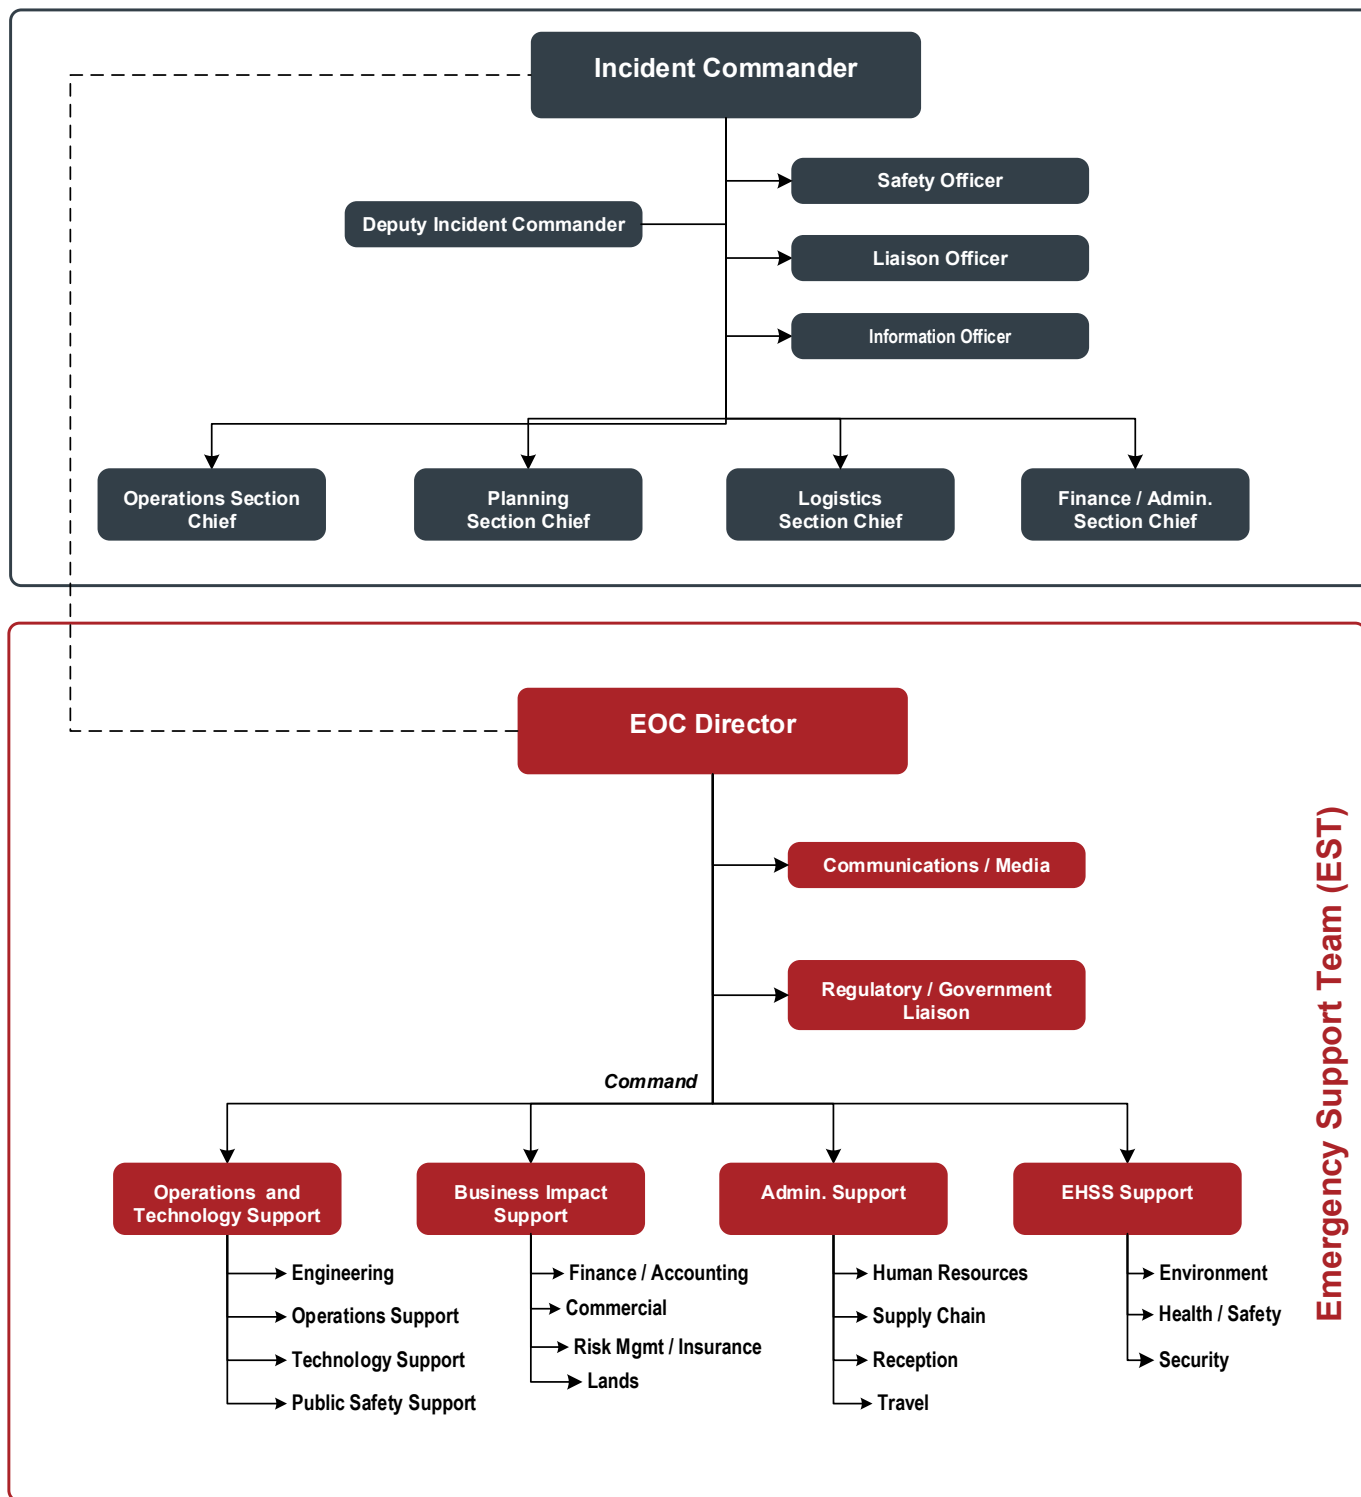 Incident Commander
Safety Officer
Deputy Incident Commander
Liaison Officer
Information Officer
Operations Section
Chief
Planning
Section Chief
Logistics
Section Chief
Finance / Admin.
Section Chief
EOC Director
Communications / Media
Regulatory / Government
Liaison
Command
Operations and
Technology Support
Business Impact
Support
Admin. Support
EHSS Support
Engineering
Operations Support
Technology Support
Public Safety Support
Finance / Accounting
Commercial
Risk Mgmt / Insurance
Lands
Human Resources
Supply Chain
Reception
Travel
Environment
Health / Safety
Security
Emergency Support Team (EST)